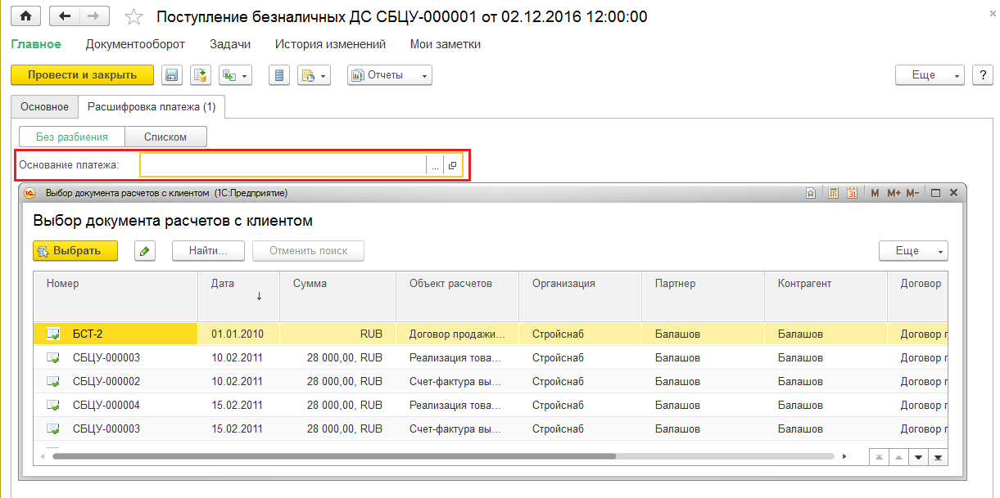 Поступление безналичных ДС СБЦУ-000001 от 02.12.2016 12:00:00
Главное Документооборот Задачи История изменений Мои заметки
Провести и закрыть Отчеты Еще ?
Основное Расшифровка платежа (1)
Без разбиения Списком
Основание платежа: ...
1С Выбор документа расчетов с клиентом (1С:Предприятие) 31 M M+ M-
Выбор документа расчетов с клиентом
Выбрать Найти... Отменить поиск Еще
Номер Дата Сумма Объект расчетов Организация Партнер Контрагент Договор
БСТ-2 01.01.2010 RUB Договор продажи... Стройснаб Балашов Балашов Договор г
СБЦУ-000003 10.02.2011 28 000,00, RUB Реализация това... Стройснаб Балашов Балашов Договор г
СБЦУ-000002 10.02.2011 28 000,00, RUB Счет-фактура вы... Стройснаб Балашов Балашов Договор г
СБЦУ-000004 15.02.2011 28 000,00, RUB Реализация това... Стройснаб Балашов Балашов Договор г
СБЦУ-000003 15.02.2011 28 000,00, RUB Счет-фактура вы... Стройснаб Балашов Балашов Договор г